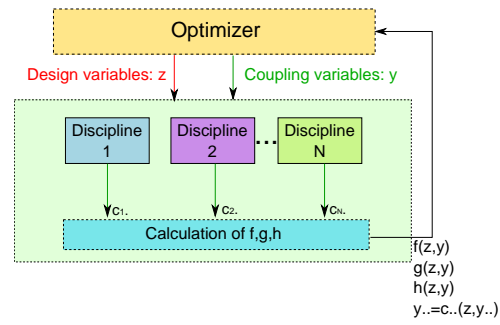 Optimizer
Design variables: z
Coupling variables: y
Discipline
1
Discipline
2
...
Discipline
N
c1.
c2.
cN.
Calculation of f,g,h
f(z,y)
g(z,y)
h(z,y)
y..=c..(z,y..)